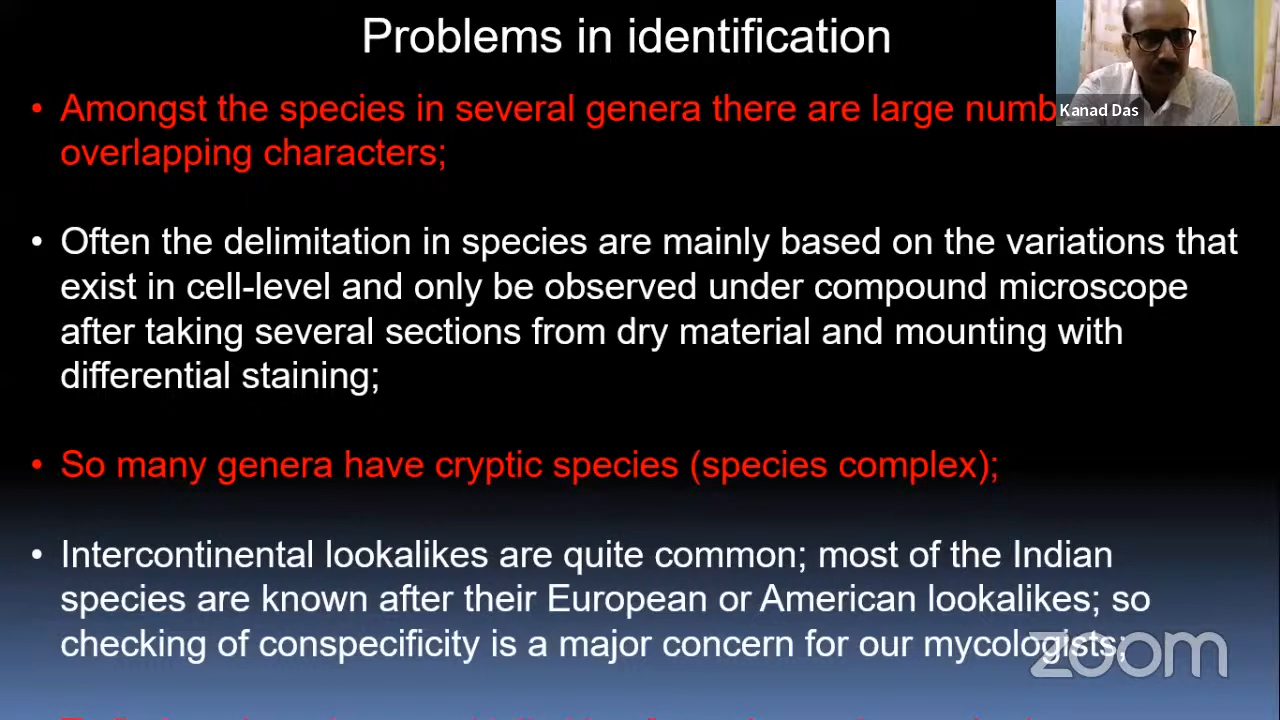 Problems in identification
• Amongst the species in several genera there are large
overlapping characters;
Kanad Das
• Often the delimitation in species are mainly based on the variations that
exist in cell-level and only be observed under compound microscope
after taking several sections from dry material and mounting with
differential staining;
• So many genera have cryptic species (species complex);
• Intercontinental lookalikes are quite common; most of the Indian
species are known after their European or American lookalikes; so
checking of conspecificity is a major concern for our mycologists;
zoom